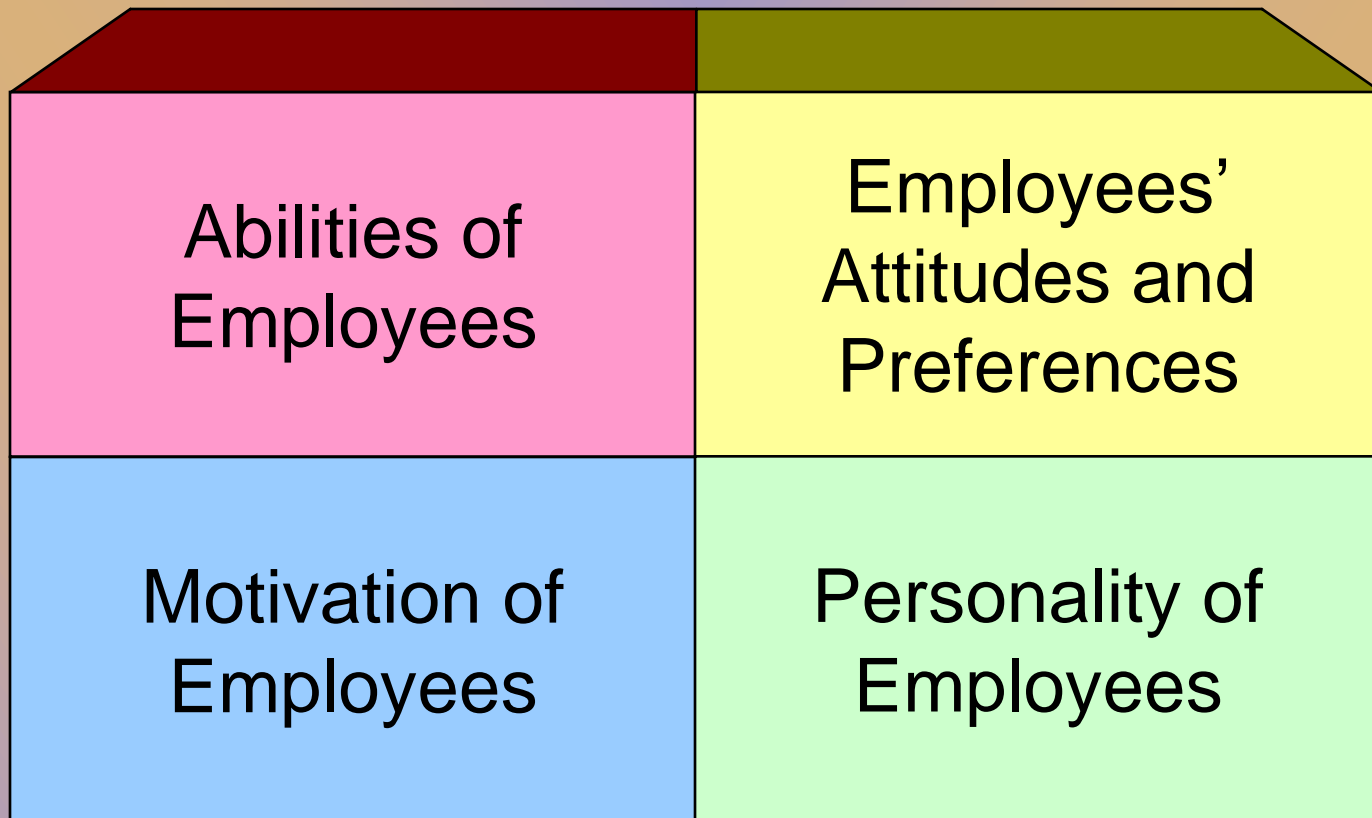 Abilities of
Employees
Employees’
Attitudes and
Preferences
Motivation of
Employees
Personality of
Employees